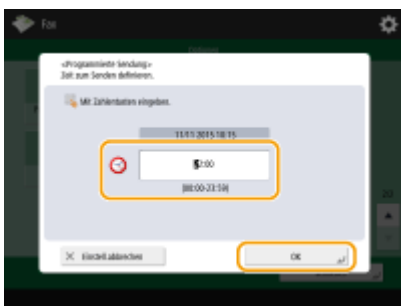 Fax
<Programmierte Sendung>
Zeit zum Senden definieren.
Mit Zahlentasten eingeben.
11/11 2015 18:15
:00
(00:00-23:59)
Einstell.abbrechen
OK